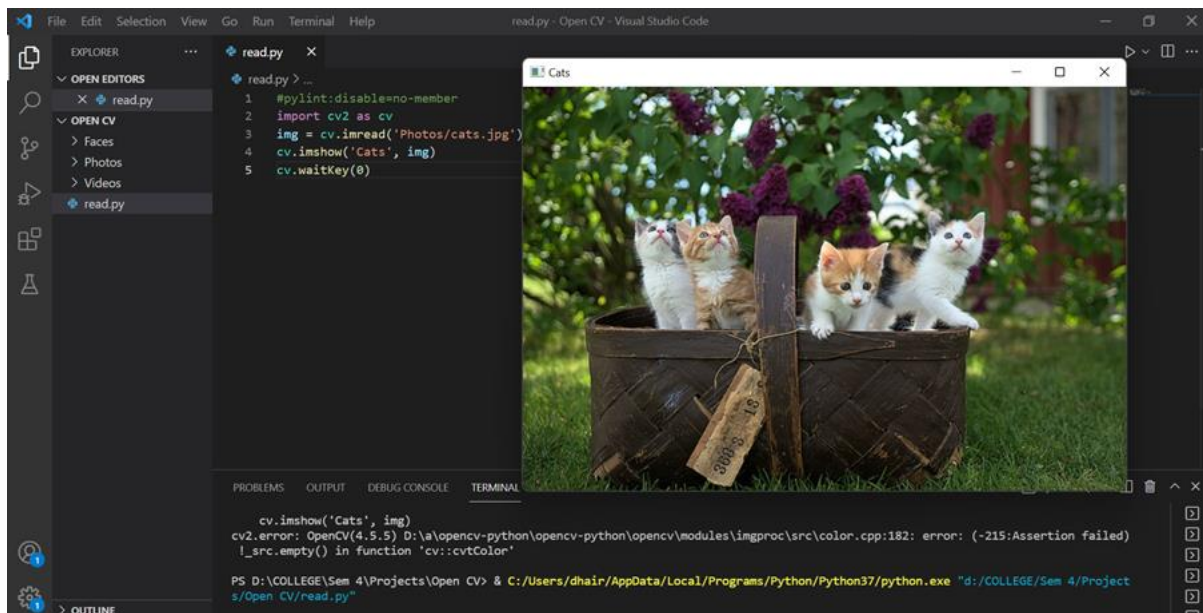 File Edit Selection View Go Run Terminal Help read.py - Open CV - Visual Studio Code
EXPLORER
OPEN EDITORS
read.py
OPEN CV
Faces
Photos
Videos
read.py
OUTLINE
read.py
read.py > ...
1 #pylint:disable=no-member
2 import cv2 as cv
3 img = cv.imread('Photos/cats.jpg')
4 cv.imshow('Cats', img)
5 cv.waitKey(0)
Cats
360-S 18
PROBLEMS OUTPUT DEBUG CONSOLE TERMINAL
cv.imshow('Cats', img)
cv2.error: OpenCV(4.5.5) D:\a\opencv-python\opencv-python\opencv\modules\imgproc\src\color.cpp:182: error: (-215:Assertion failed)
!_src.empty() in function 'cv::cvtColor'
PS D:\COLLEGE\Sem 4\Projects\Open CV> & C:/Users/dhair/AppData/Local/Programs/Python/Python37/python.exe "d:/COLLEGE/Sem 4/Project
s/Open CV/read.py"
1
1